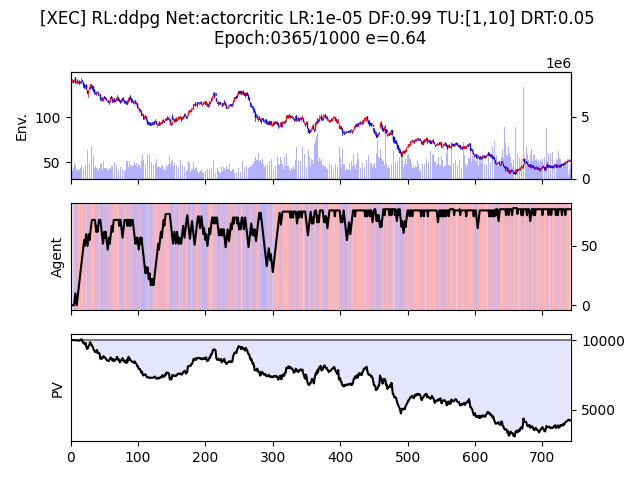 [XEC] RL:ddpg Net:actorcritic LR:1e-05 DF:0.99 TU:[1,10] DRT:0.05
Epoch:0365/1000 e=0.64
1e6
Env.
100
50
5
0
Agent
50
0
PV
10000
5000
0 100 200 300 400 500 600 700